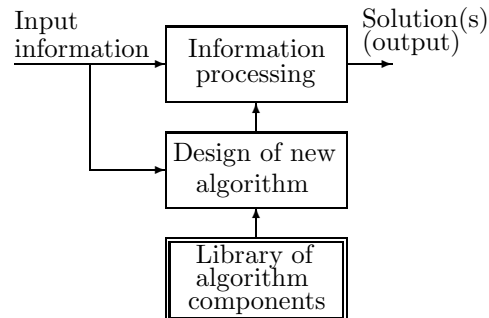 Input
information
Information
processing
Solution(s)
(output)
Design of new
algorithm
Library of
algorithm
components